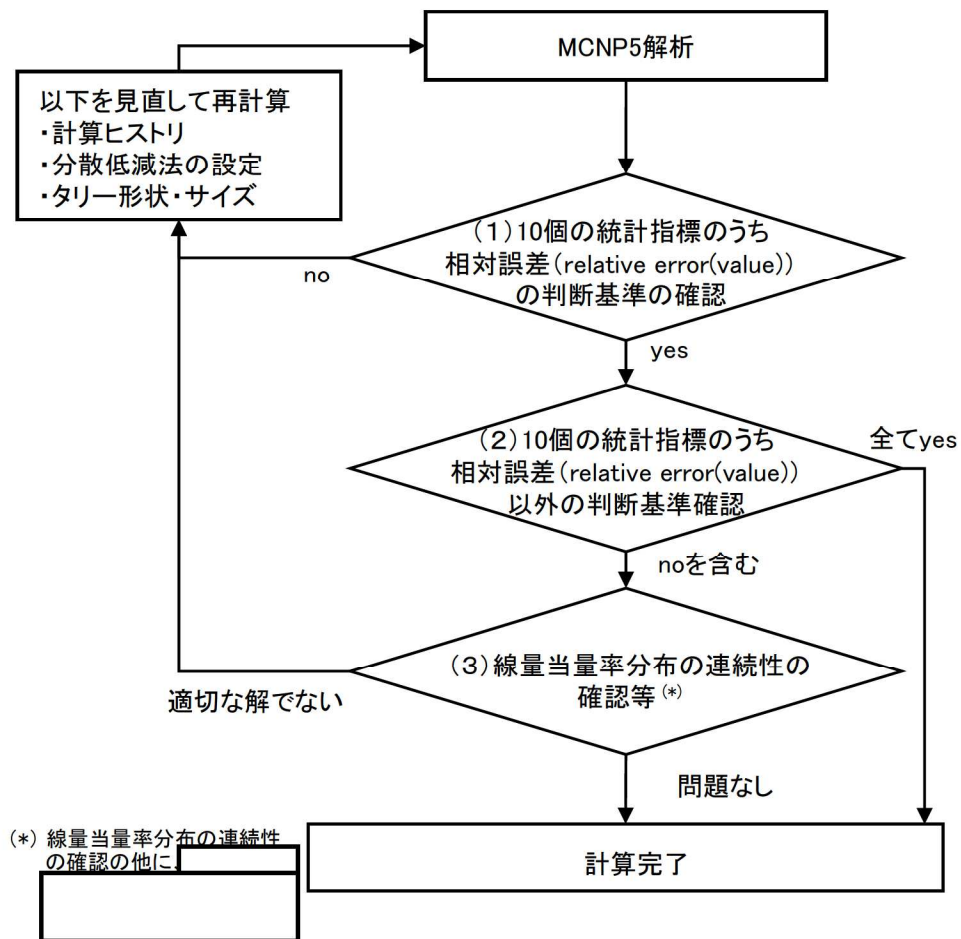 MCNP5解析
以下を見直して再計算
・計算ヒストリ
・分散低減法の設定
・タリー形状・サイズ
(1)10個の統計指標のうち
相対誤差(relative error(value))
の判断基準の確認
no
yes
(2)10個の統計指標のうち
相対誤差(relative error(value))
以外の判断基準確認
全てyes
noを含む
(3)線量当量率分布の連続性の
確認等(*)
適切な解でない
問題なし
計算完了
(*) 線量当量率分布の連続性
の確認の他に、